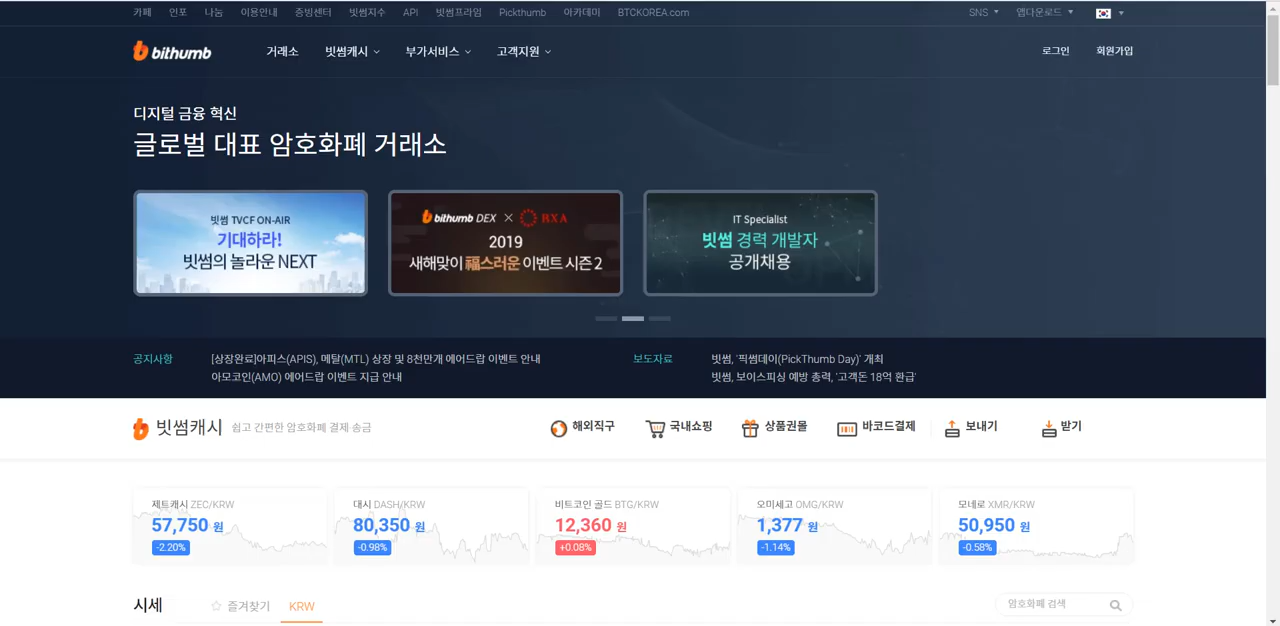 카페 인포 나눔 이용안내 증빙센터 빗썸지수 API 빗썸프라임 Pickthumb 아카데미 BTCKOREA.com SNS 앱다운로드
bithumb 거래소 빗썸캐시 부가서비스 고객지원 로그인 회원가입
디지털 금융 혁신
글로벌 대표 암호화폐 거래소
빗썸 TVCF ON-AIR
기대하라!
빗썸의 놀라운 NEXT
bithumb DEX × RXA
2019
새해맞이 福스러운 이벤트 시즌 2
IT Specialist
빗썸 경력 개발자
공개채용
공지사항 [상장완료]아피스(APIS), 메탈(MTL) 상장 및 8천만개 에어드랍 이벤트 안내
아모코인(AMO) 에어드랍 이벤트 지급 안내
보도자료 빗썸, '픽썸데이(PickThumb Day)' 개최
빗썸, 보이스피싱 예방 총력, '고객돈 18억 환급'
빗썸캐시 쉽고 간편한 암호화폐 결제 송금 해외직구 국내쇼핑 상품권몰 바코드결제 보내기 받기
제트캐시 ZEC/KRW
57,750 원
-2.20%
대시 DASH/KRW
80,350 원
-0.98%
비트코인 골드 BTG/KRW
12,360 원
+0.08%
오미세고 OMG/KRW
1,377 원
-1.14%
모네로 XMR/KRW
50,950 원
-0.58%
시세 즐겨찾기 KRW 암호화폐 검색